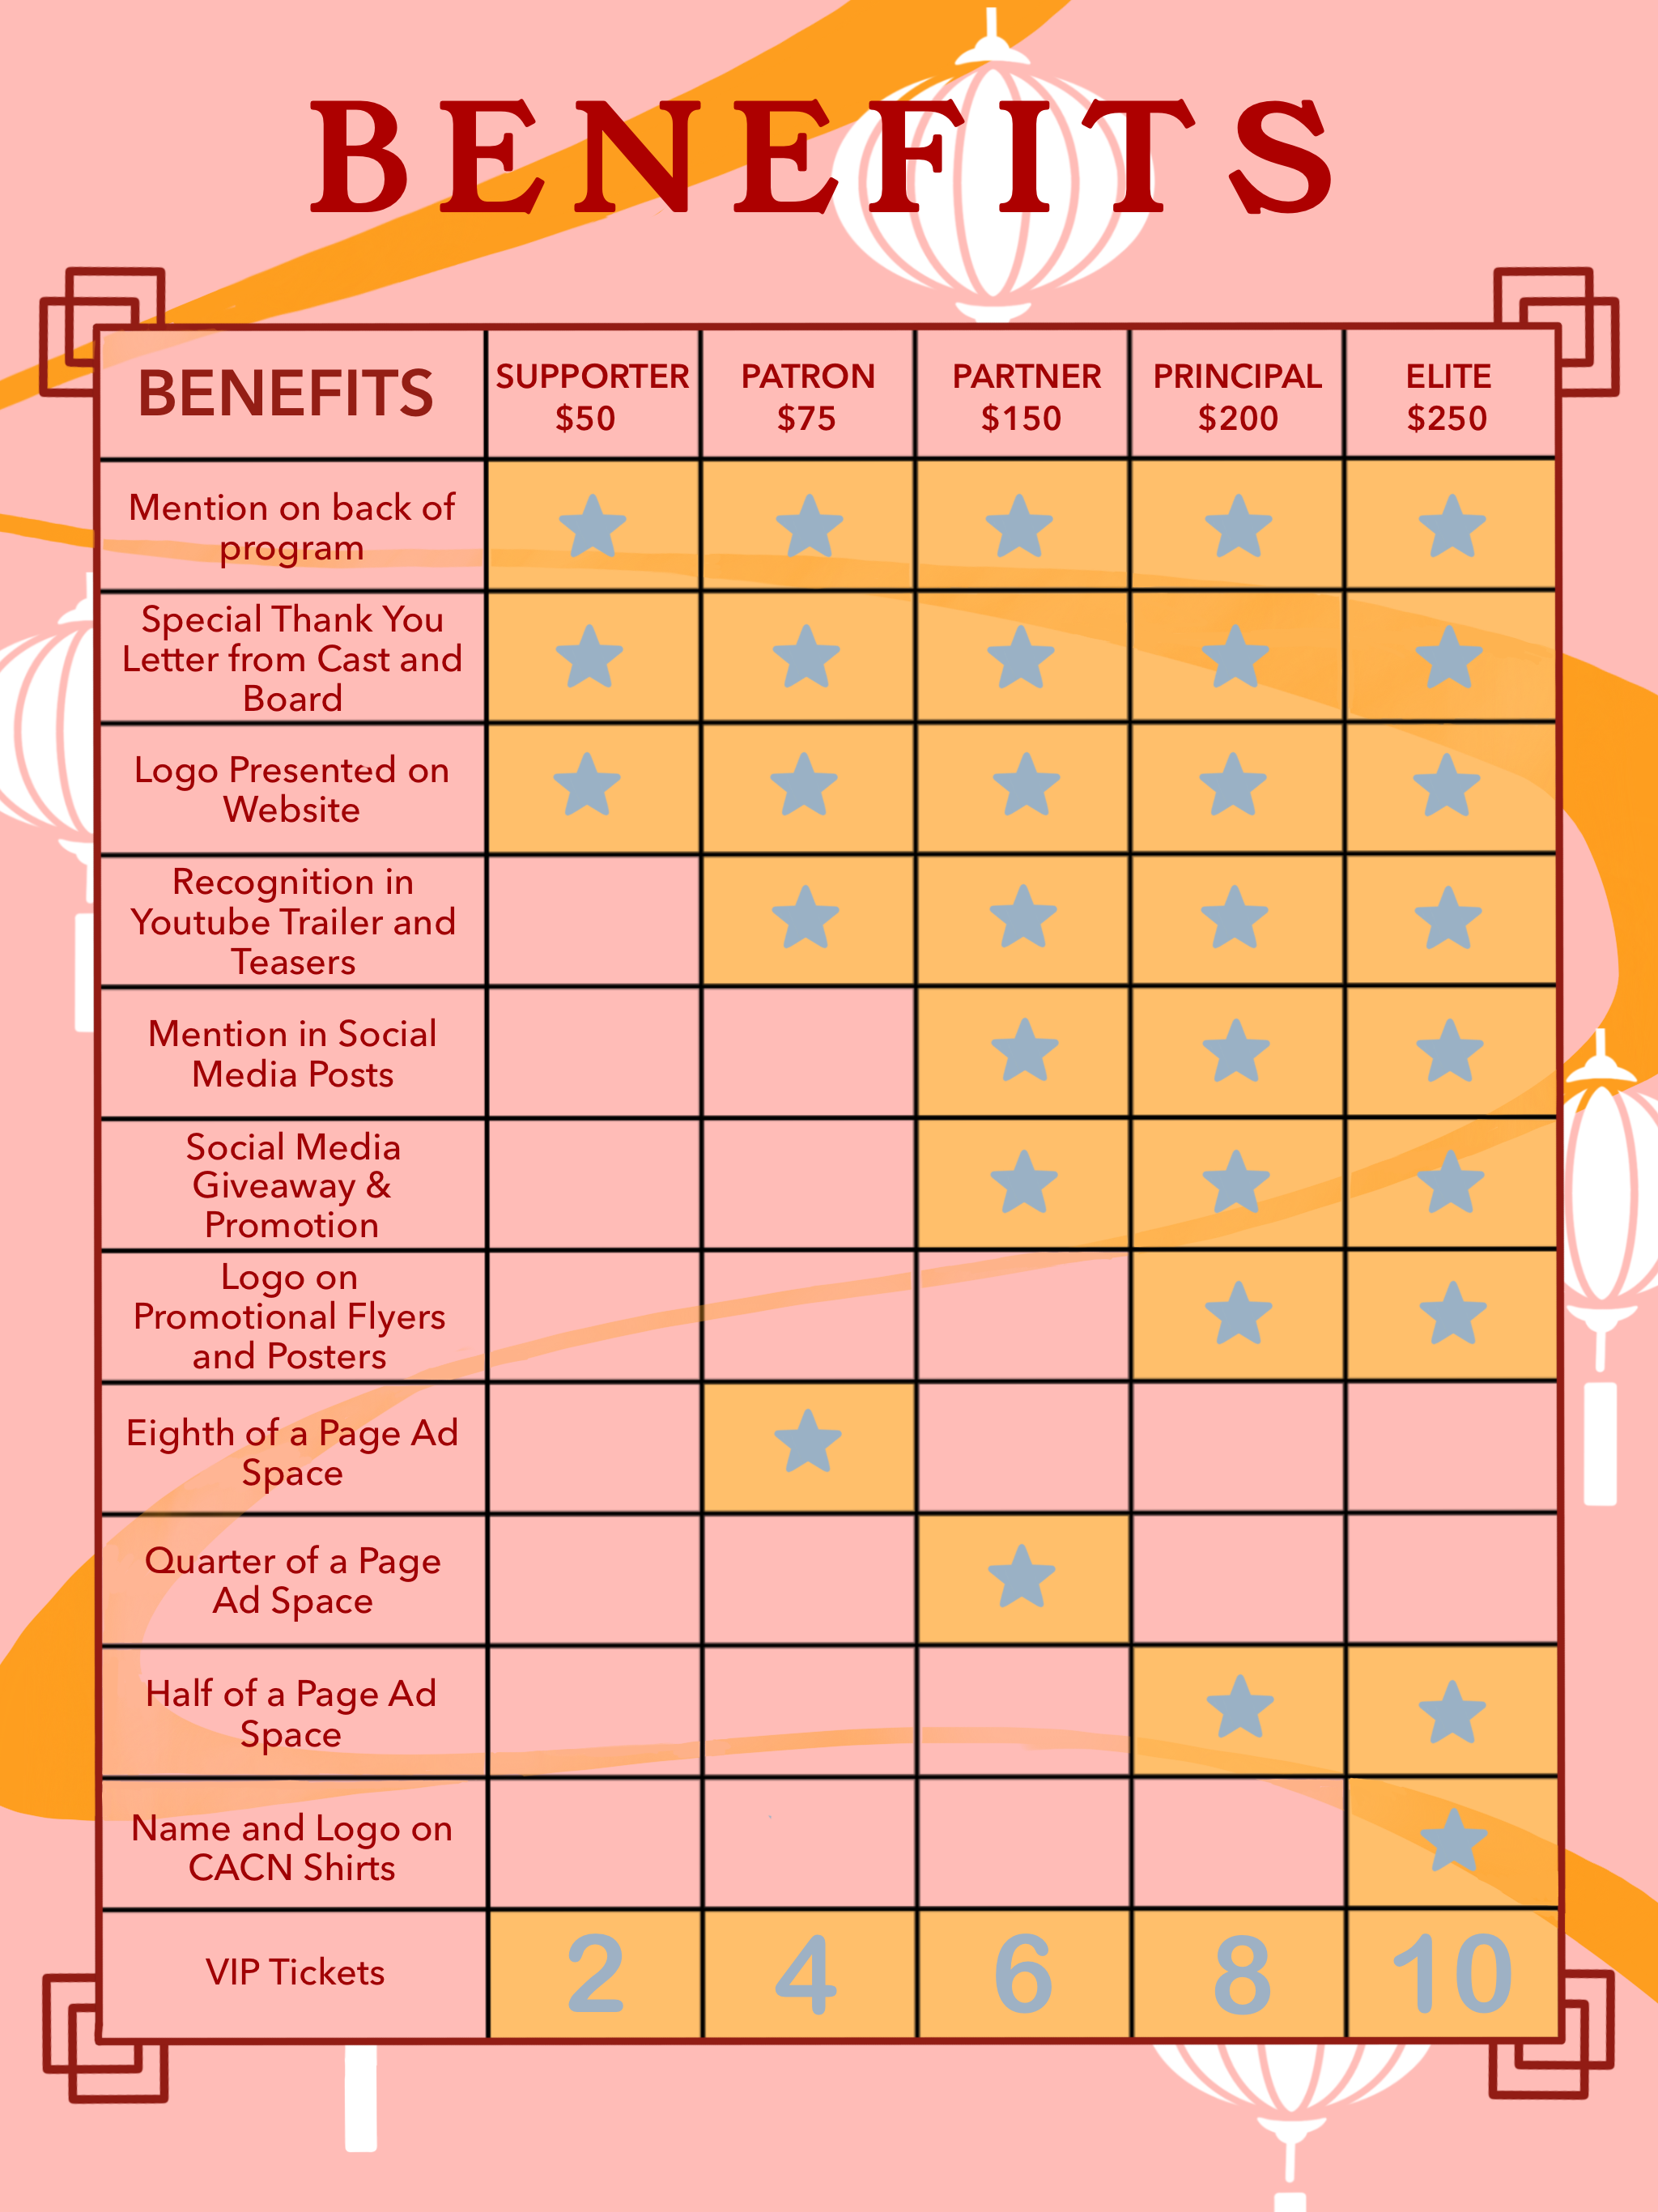 BENEFITS
BENEFITS
SUPPORTER
$50
PATRON
$75
PARTNER
$150
PRINCIPAL
$200
ELITE
$250
Mention on back of
program
Special Thank You
Letter from Cast and
Board
Logo Presented on
Website
Recognition in
Youtube Trailer and
Teasers
Mention in Social
Media Posts
Social Media
Giveaway &
Promotion
Logo on
Promotional Flyers
and Posters
Eighth of a Page Ad
Space
Quarter of a Page
Ad Space
Half of a Page Ad
Space
Name and Logo on
CACN Shirts
VIP Tickets
2
4
6
8
10